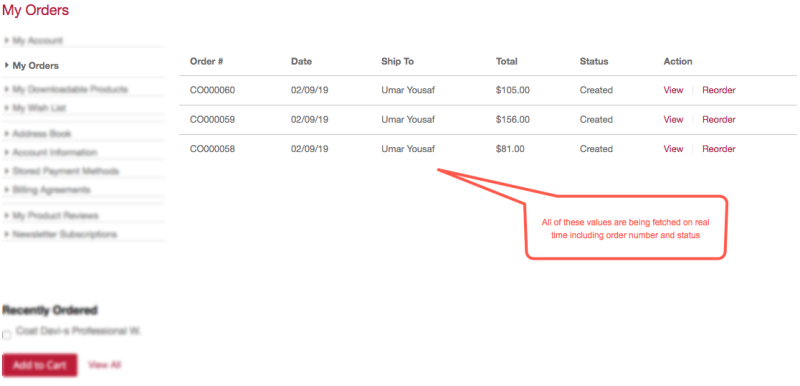 My Orders
My Account
My Orders
My Downloadable Products
My Wish List
Address Book
Account Information
Stored Payment Methods
Billing Agreements
My Product Reviews
Newsletter Subscriptions
Order # Date Ship To Total Status Action
CO000060 02/09/19 Umar Yousaf $105.00 Created View Reorder
CO000059 02/09/19 Umar Yousaf $156.00 Created View Reorder
CO000058 02/09/19 Umar Yousaf $81.00 Created View Reorder
All of these values are being fetched on real
time including order number and status
Recently Ordered
Coat Davi-s Professional W.
Add to Cart View All